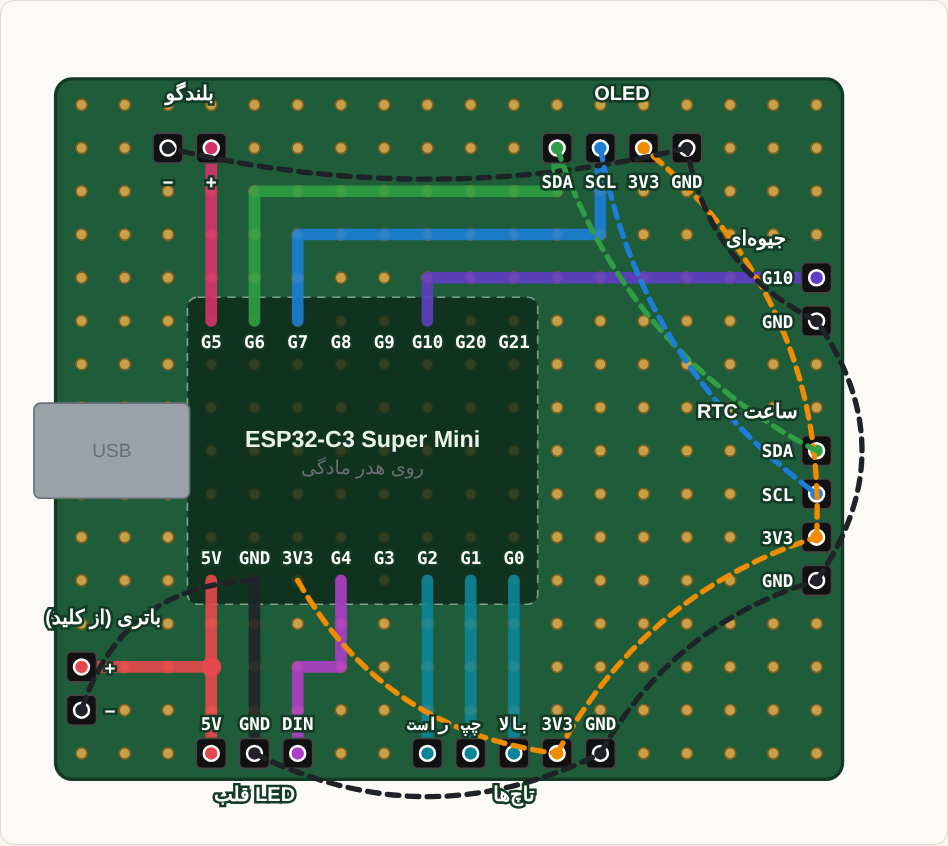 بلندگو
OLED
–
+
SDA
SCL
3V3
GND
جیوه‌ای
G10
GND
G5
G6
G7
G8
G9
G10
G20
G21
ساعت RTC
USB
ESP32-C3 Super Mini
روی هدر مادگی
SDA
SCL
3V3
GND
5V
GND
3V3
G4
G3
G2
G1
G0
باتری (از کلید)
+
–
5V
GND
DIN
راست
چپ
بالا
3V3
GND
LED قلب
تاچ‌ها